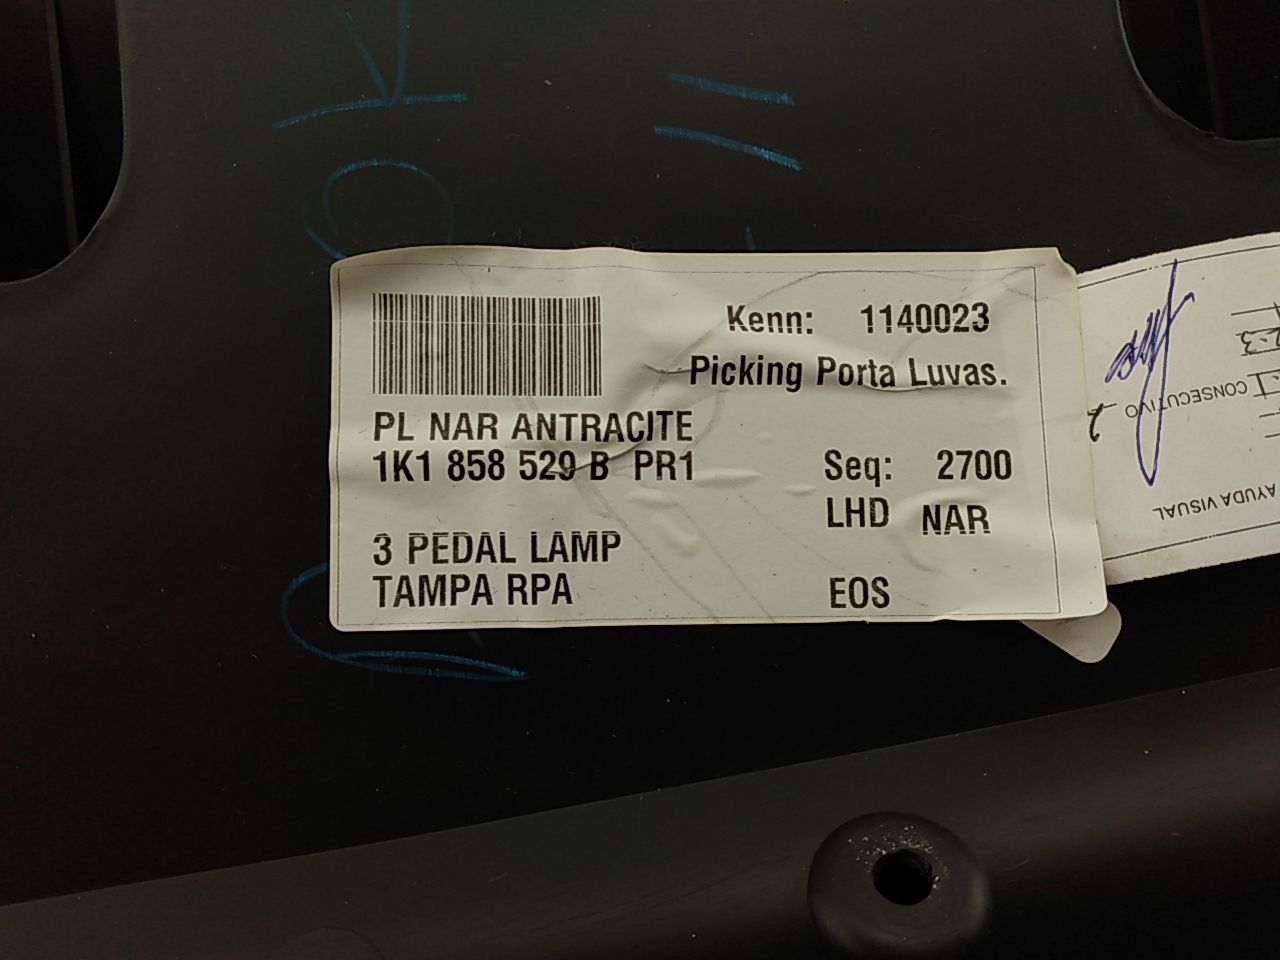 Kenn: 1140023
Picking Porta Luvas.
PL NAR ANTRACITE
1K1 858 529 B PR1
Seq: 2700
LHD NAR
3 PEDAL LAMP
TAMPA RPA
EOS
CONSECUTIVO
AYUDA VISUAL